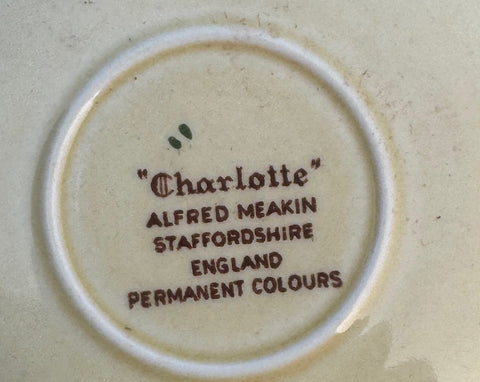 "Charlotte"
ALFRED MEAKIN
STAFFORDSHIRE
ENGLAND
PERMANENT COLOURS